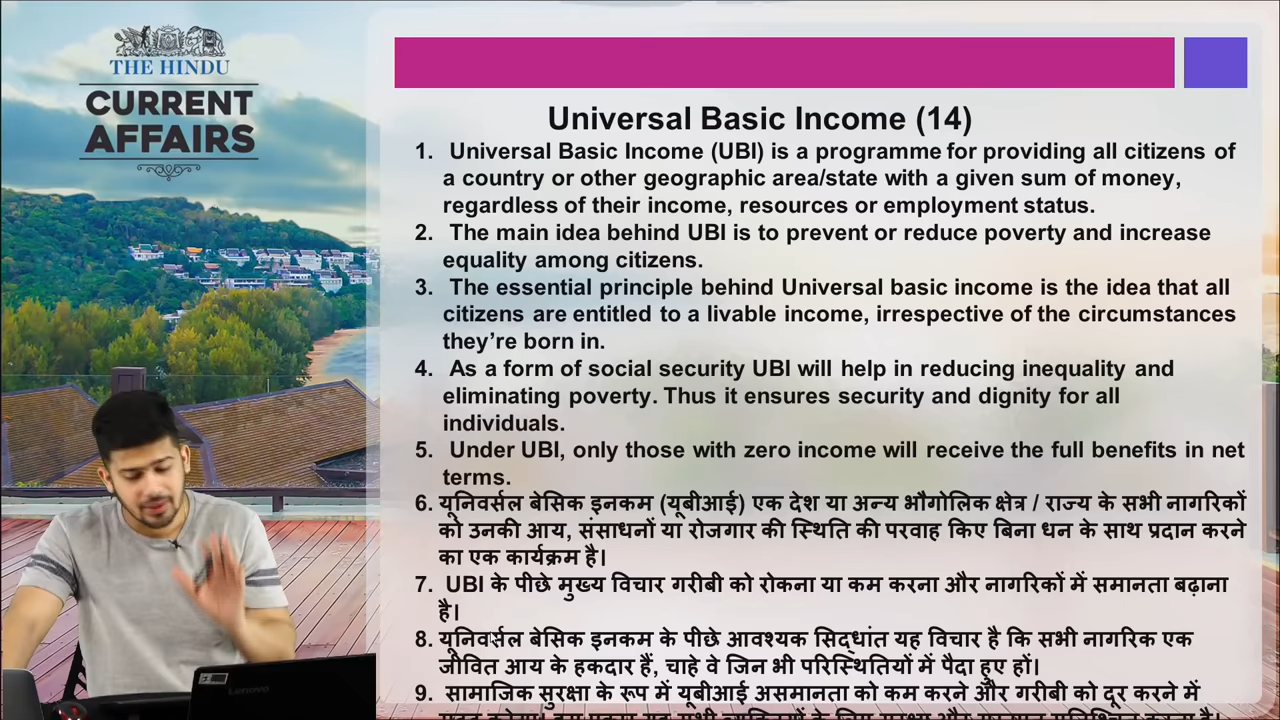 THE HINDU
CURRENT
AFFAIRS
Universal Basic Income (14)
1. Universal Basic Income (UBI) is a programme for providing all citizens of
a country or other geographic area/state with a given sum of money,
regardless of their income, resources or employment status.
2. The main idea behind UBI is to prevent or reduce poverty and increase
equality among citizens.
3. The essential principle behind Universal basic income is the idea that all
citizens are entitled to a livable income, irrespective of the circumstances
they're born in.
4. As a form of social security UBI will help in reducing inequality and
eliminating poverty. Thus it ensures security and dignity for all
individuals.
5. Under UBI, only those with zero income will receive the full benefits in net
terms.
6. यूनिवर्सल बेसिक इनकम (यूबीआई) एक देश या अन्य भौगोलिक क्षेत्र / राज्य के सभी नागरिकों
को उनकी आय, संसाधनों या रोजगार की स्थिति की परवाह किए बिना धन के साथ प्रदान करने
का एक कार्यक्रम है।
7. UBI के पीछे मुख्य विचार गरीबी को रोकना या कम करना और नागरिकों में समानता बढ़ाना
है।
8. यूनिवर्सल बेसिक इनकम के पीछे आवश्यक सिद्धांत यह विचार है कि सभी नागरिक एक
जीवित आय के हकदार हैं, चाहे वे जिन भी परिस्थितियों में पैदा हुए हों।
9. सामाजिक सुरक्षा के रूप में यूबीआई असमानता को कम करने और गरीबी को दूर करने में
Lenovo